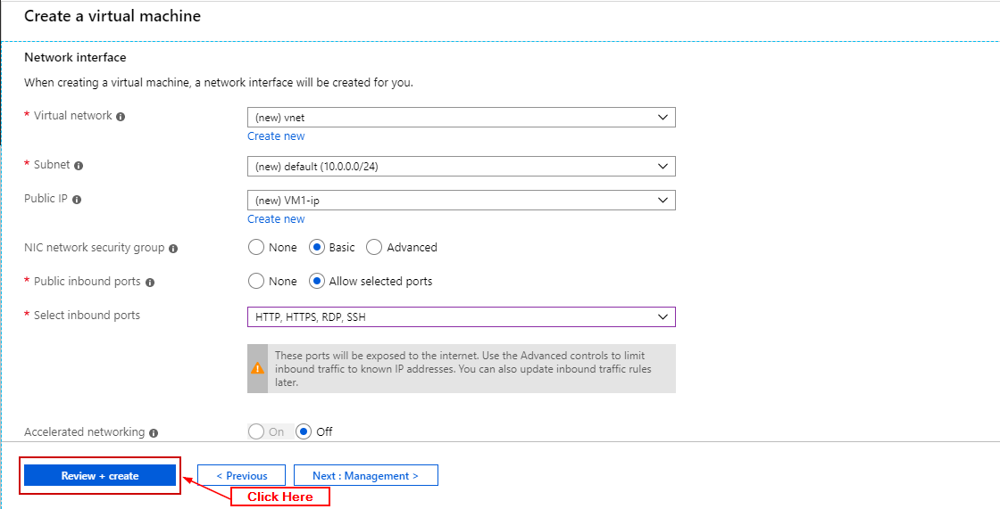 Create a virtual machine
Network interface
When creating a virtual machine, a network interface will be created for you.
* Virtual network
(new) vnet
Create new
* Subnet
(new) default (10.0.0.0/24)
Public IP
(new) VM1-ip
Create new
NIC network security group
None Basic Advanced
* Public inbound ports
None Allow selected ports
* Select inbound ports
HTTP, HTTPS, RDP, SSH
These ports will be exposed to the internet. Use the Advanced controls to limit
inbound traffic to known IP addresses. You can also update inbound traffic rules
later.
Accelerated networking
On Off
Review + create
< Previous
Next : Management >
Click Here